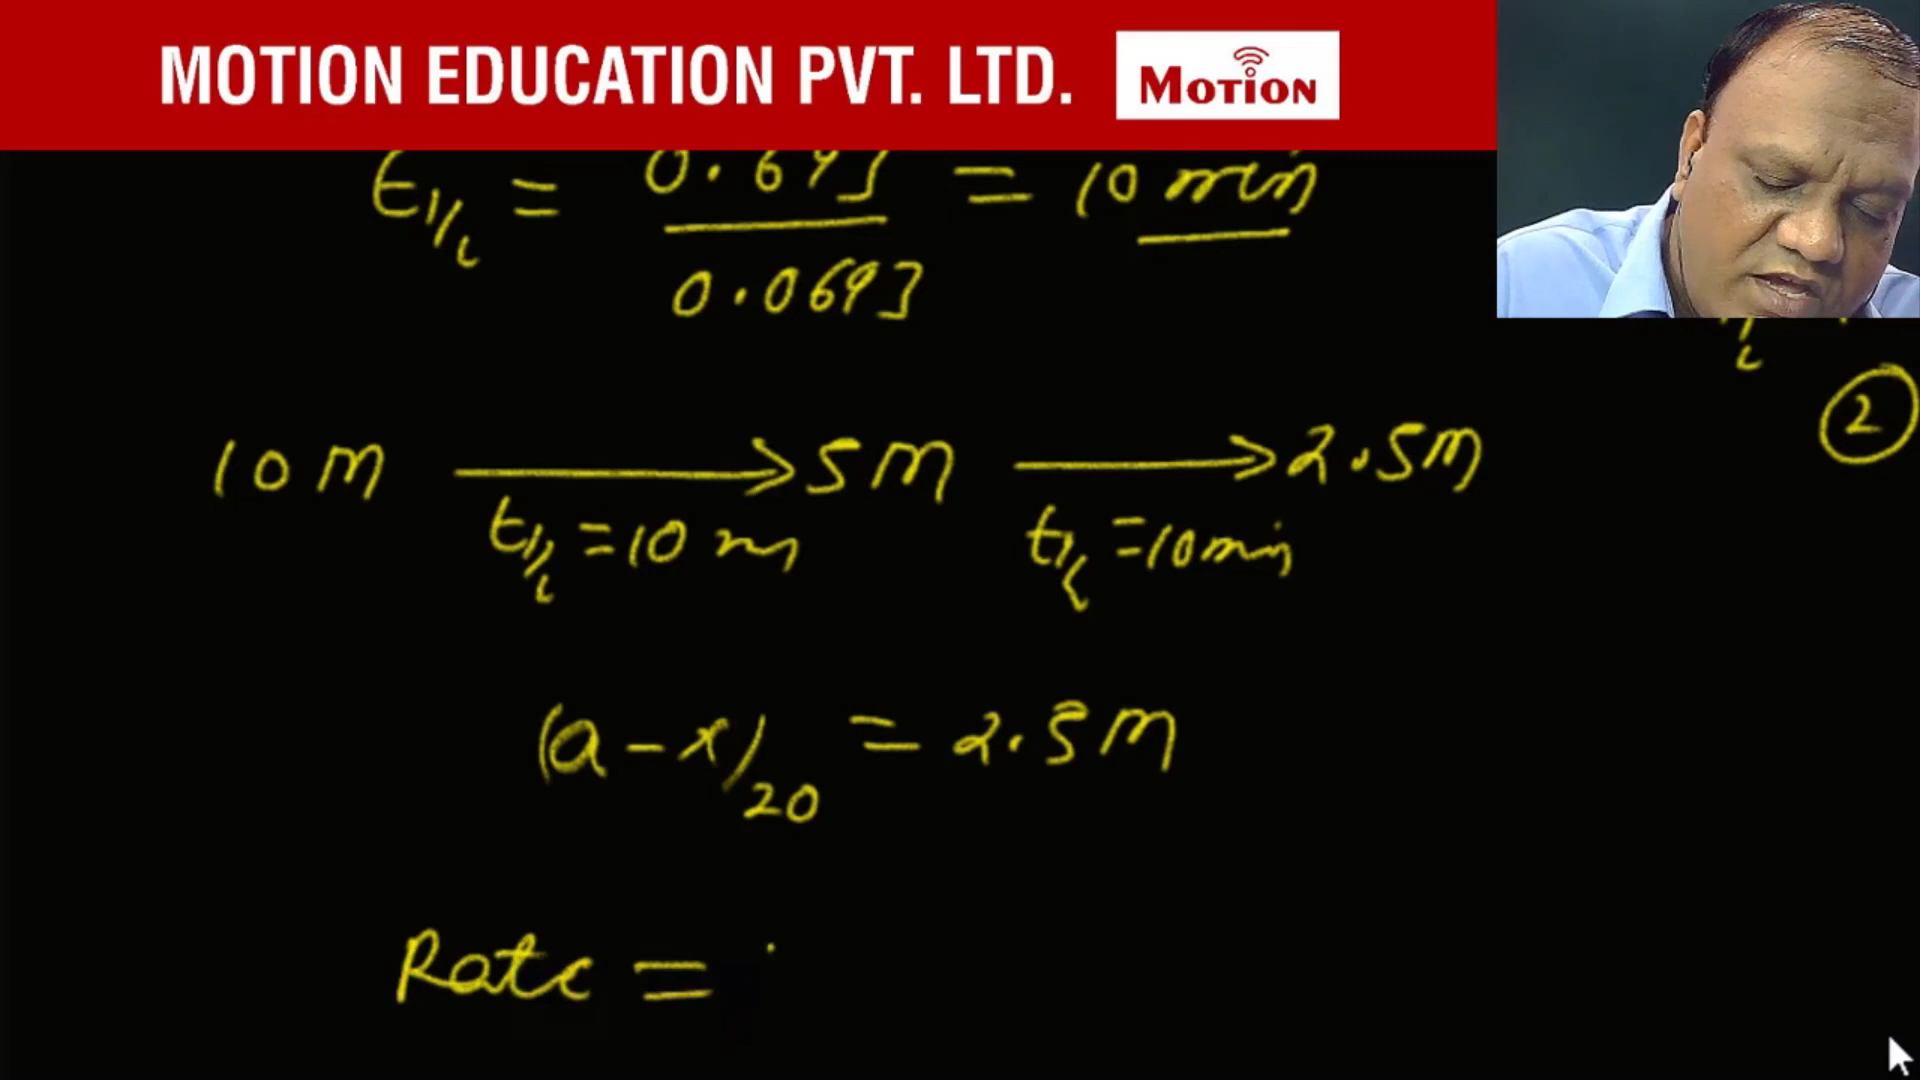 MOTION EDUCATION PVT. LTD. MOTION
t1/2 = 0.693 = 10 min
0.0693
2
10 M → 5 M → 2.5 M
t1/2 = 10 m t1/2 = 10 min
(a - x)20 = 2.5 M
Rate =